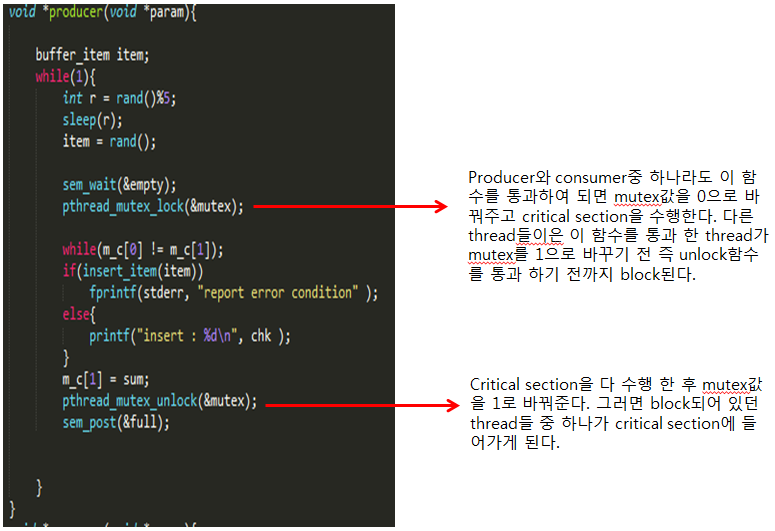 void *producer(void *param){
buffer_item item;
while(1){
int r = rand()%5;
sleep(r);
item = rand();
sem_wait(&empty);
pthread_mutex_lock(&mutex);
while(m_c[0] != m_c[1]);
if(insert_item(item))
fprintf(stderr, "report error condition" );
else{
printf("insert : %d\n", chk );
}
m_c[1] = sum;
pthread_mutex_unlock(&mutex);
sem_post(&full);
}
}
void *producer(void *param){
Producer와 consumer중 하나라도 이 함
수를 통과하여 되면 mutex값을 0으로 바
꿔주고 critical section을 수행한다. 다른
thread들이은 이 함수를 통과 한 thread가
mutex를 1으로 바꾸기 전 즉 unlock함수
를 통과 하기 전까지 block된다.
Critical section을 다 수행 한 후 mutex값
을 1로 바꿔준다. 그러면 block되어 있던
thread들 중 하나가 critical section에 들
어가게 된다.